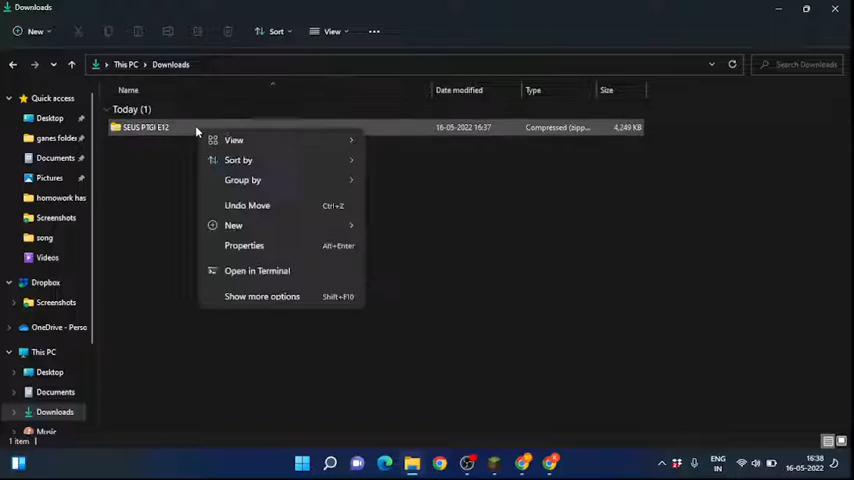 Downloads
New
Sort
View
This PC > Downloads
Search Downloads
Name
Date modified
Type
Size
Quick access
Desktop
ganes folder
Documents
Pictures
homework has
Screenshots
song
Videos
Dropbox
Screenshots
OneDrive - Perso
This PC
Desktop
Documents
Downloads
Music
Today (1)
SEUS PTGI E12
16-05-2022 16:37
Compressed (zipp...
4,249 KB
View
Sort by
Group by
Undo Move Ctrl+Z
New
Properties Alt+Enter
Open in Terminal
Show more options Shift+F10
1 item
ENG
IN
16:38
16-05-2022